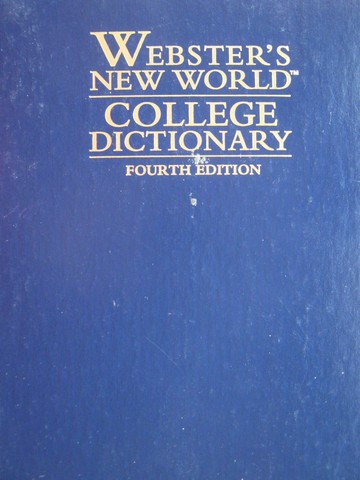 WEBSTER'S
NEW WORLD™
COLLEGE
DICTIONARY
FOURTH EDITION